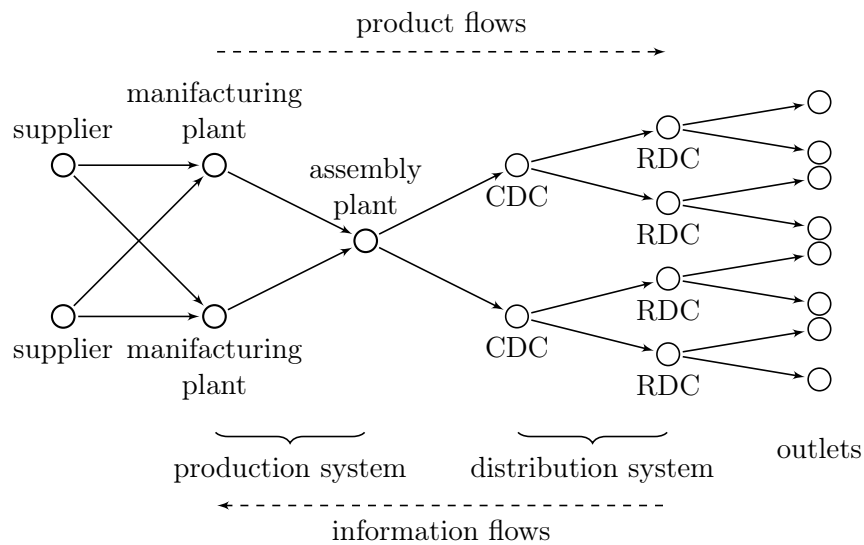 product flows
manifacturing
plant
supplier
assembly
plant
CDC
RDC
RDC
supplier
manifacturing
plant
CDC
RDC
RDC
outlets
production system
distribution system
information flows